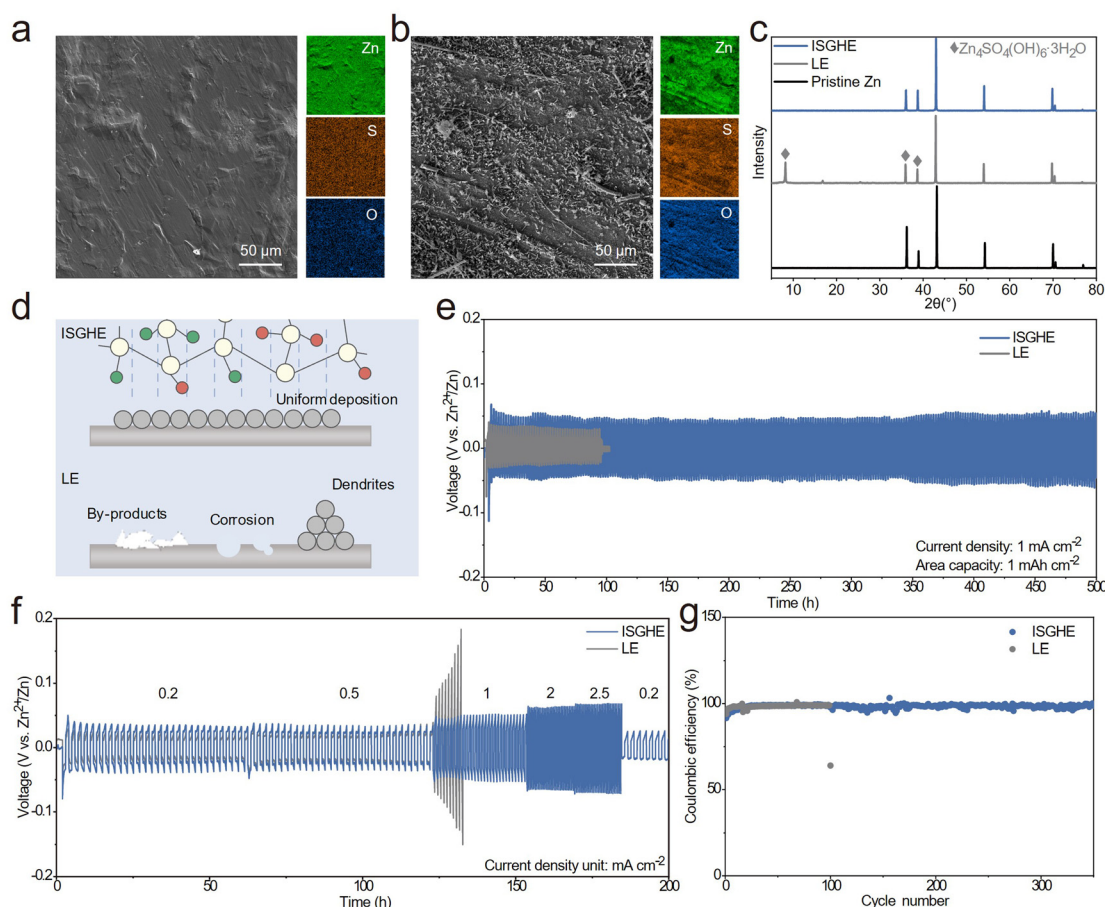 a
Zn
S
O
50 µm
b
Zn
S
O
50 µm
c
ISGHE
LE
Pristine Zn
◆Zn₄SO₄(OH)₆·3H₂O
Intensity
10 20 30 40 50 60 70 80
2θ(°)
d
ISGHE
Uniform deposition
LE
Dendrites
By-products
Corrosion
e
ISGHE
LE
Voltage (V vs. Zn²⁺/Zn)
0.2
0.1
0.0
-0.1
-0.2
Current density: 1 mA cm⁻²
Area capacity: 1 mAh cm⁻²
0 50 100 150 200 250 300 350 400 450 500
Time (h)
f
ISGHE
LE
Voltage (V vs. Zn²⁺/Zn)
0.2
0.1
0.0
-0.1
-0.2
0.2 0.5 1 2 2.5 0.2
Current density unit: mA cm⁻²
0 50 100 150 200
Time (h)
g
ISGHE
LE
Coulombic efficiency (%)
150
100
50
0
0 100 200 300
Cycle number